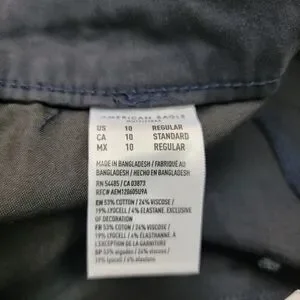 AMERICAN EAGLE
OUTFITTERS
US 10 REGULAR
CA 10 STANDARD
MX 10 REGULAR
MADE IN BANGLADESH / FABRIQUÉ AU
BANGLADESH / HECHO EN BANGLADESH
RN 54485 / CA 03873
REF# AEM120605U9A
EN 53% COTTON / 24% VISCOSE /
19% LYOCELL / 4% ELASTANE, EXCLUSIVE
OF DECORATION
FR 53% COTON / 24% VISCOSE /
19% LYOCELL / 4% ÉLASTHANNE, À
L'EXCEPTION DE LA GARNITURE
SP 53% algodón / 24% viscosa /
19% lyocell / 4% elastano